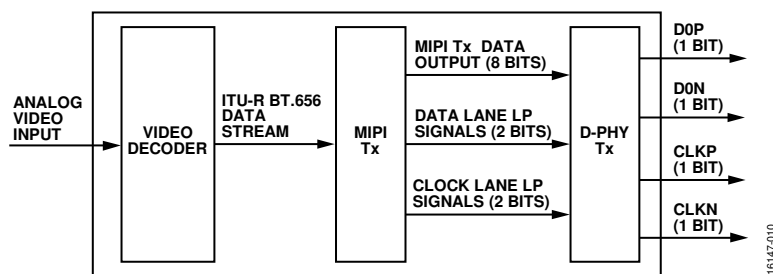 ANALOG
VIDEO
INPUT
VIDEO
DECODER
ITU-R BT.656
DATA
STREAM
MIPI
Tx
MIPI Tx DATA
OUTPUT (8 BITS)
DATA LANE LP
SIGNALS (2 BITS)
CLOCK LANE LP
SIGNALS (2 BITS)
D-PHY
Tx
D0P
(1 BIT)
D0N
(1 BIT)
CLKP
(1 BIT)
CLKN
(1 BIT)
16147-010